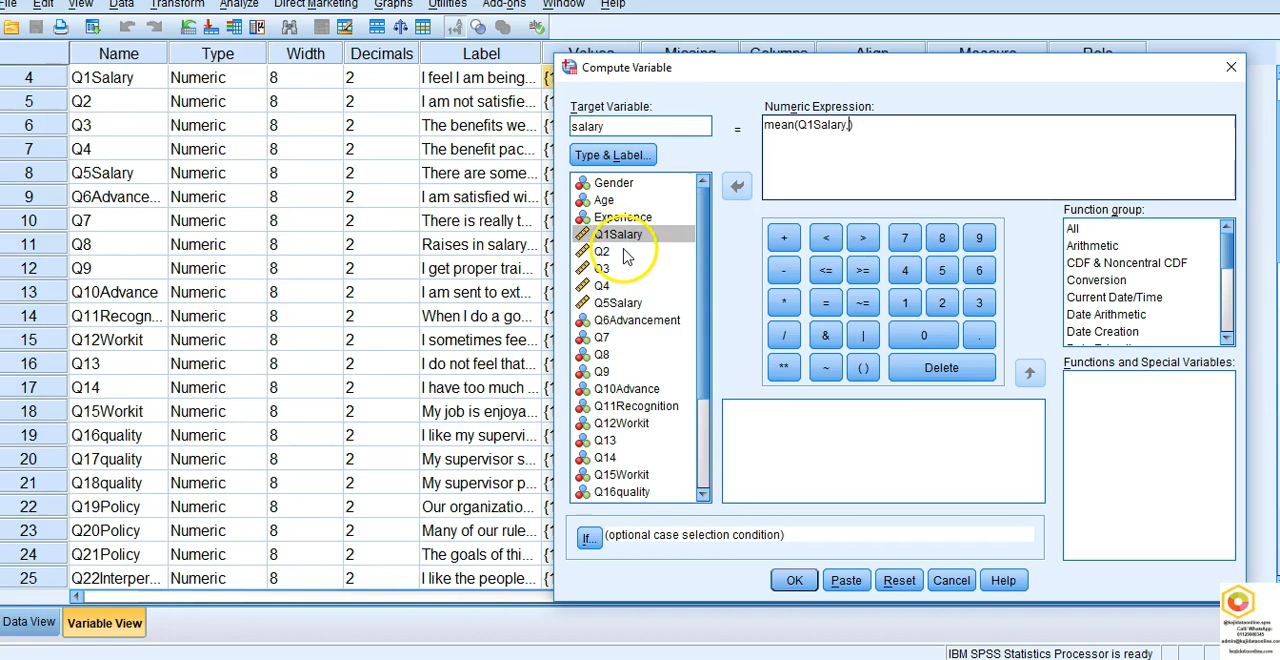 File Edit View Data Transform Analyze Direct Marketing Graphs Utilities Add-ons Window Help
Name Type Width Decimals Label Values Missing Columns Align Measure Role
4 Q1Salary Numeric 8 2 I feel I am being...
5 Q2 Numeric 8 2 I am not satisfie...
6 Q3 Numeric 8 2 The benefits we...
7 Q4 Numeric 8 2 The benefit pac...
8 Q5Salary Numeric 8 2 There are some...
9 Q6Advance... Numeric 8 2 I am satisfied wi...
10 Q7 Numeric 8 2 There is really t...
11 Q8 Numeric 8 2 Raises in salary...
12 Q9 Numeric 8 2 I get proper trai...
13 Q10Advance Numeric 8 2 I am sent to ext...
14 Q11Recogn... Numeric 8 2 When I do a go...
15 Q12Workit Numeric 8 2 I sometimes fee...
16 Q13 Numeric 8 2 I do not feel that...
17 Q14 Numeric 8 2 I have too much ...
18 Q15Workit Numeric 8 2 My job is enjoya...
19 Q16quality Numeric 8 2 I like my supervi...
20 Q17quality Numeric 8 2 My supervisor s...
21 Q18quality Numeric 8 2 My supervisor p...
22 Q19Policy Numeric 8 2 Our organizatio...
23 Q20Policy Numeric 8 2 Many of our rule...
24 Q21Policy Numeric 8 2 The goals of thi...
25 Q22Interper... Numeric 8 2 I like the people...
Data View Variable View
Compute Variable
Target Variable:
salary
=
Numeric Expression:
mean(Q1Salary,)
Type & Label...
Gender
Age
Experience
Q1Salary
Q2
Q3
Q4
Q5Salary
Q6Advancement
Q7
Q8
Q9
Q10Advance
Q11Recognition
Q12Workit
Q13
Q14
Q15Workit
Q16quality
+ < > 7 8 9
- <= >= 4 5 6
* = ~= 1 2 3
/ & | 0 .
** ~ ( ) Delete
Function group:
All
Arithmetic
CDF & Noncentral CDF
Conversion
Current Date/Time
Date Arithmetic
Date Creation
Functions and Special Variables:
If... (optional case selection condition)
OK Paste Reset Cancel Help
IBM SPSS Statistics Processor is ready
Call/ WhatsApp:
01129608345
admin@kajidataonline.com
kajidataonline.com